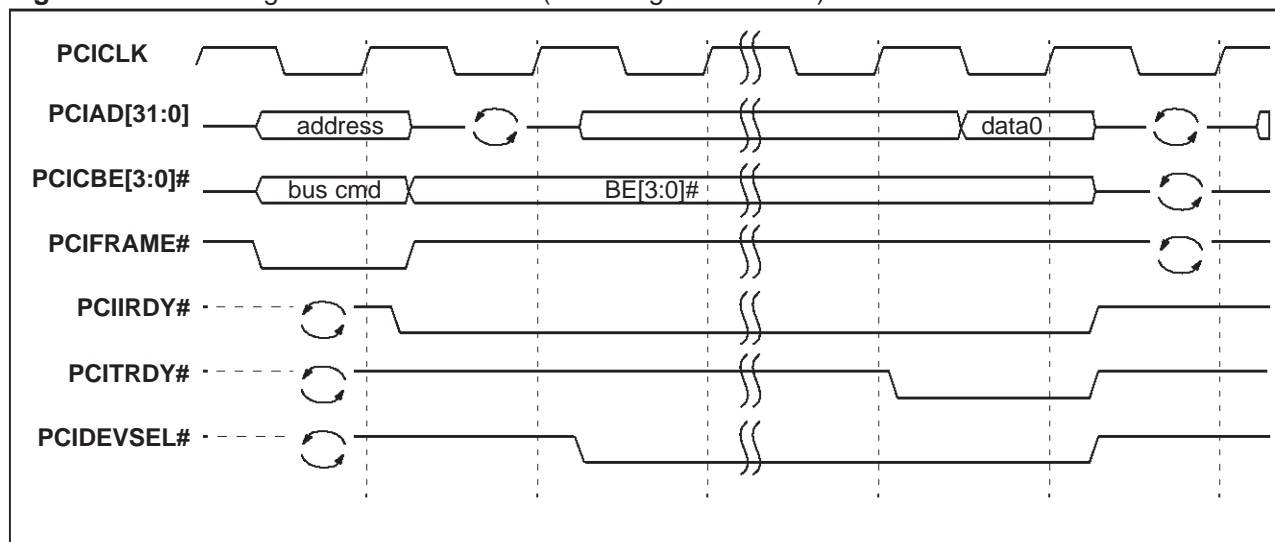 PCICLK
PCIAD[31:0]
address
data0
PCICBE[3:0]#
bus cmd
BE[3:0]#
PCIFRAME#
PCIIRDY#
PCITRDY#
PCIDEVSEL#